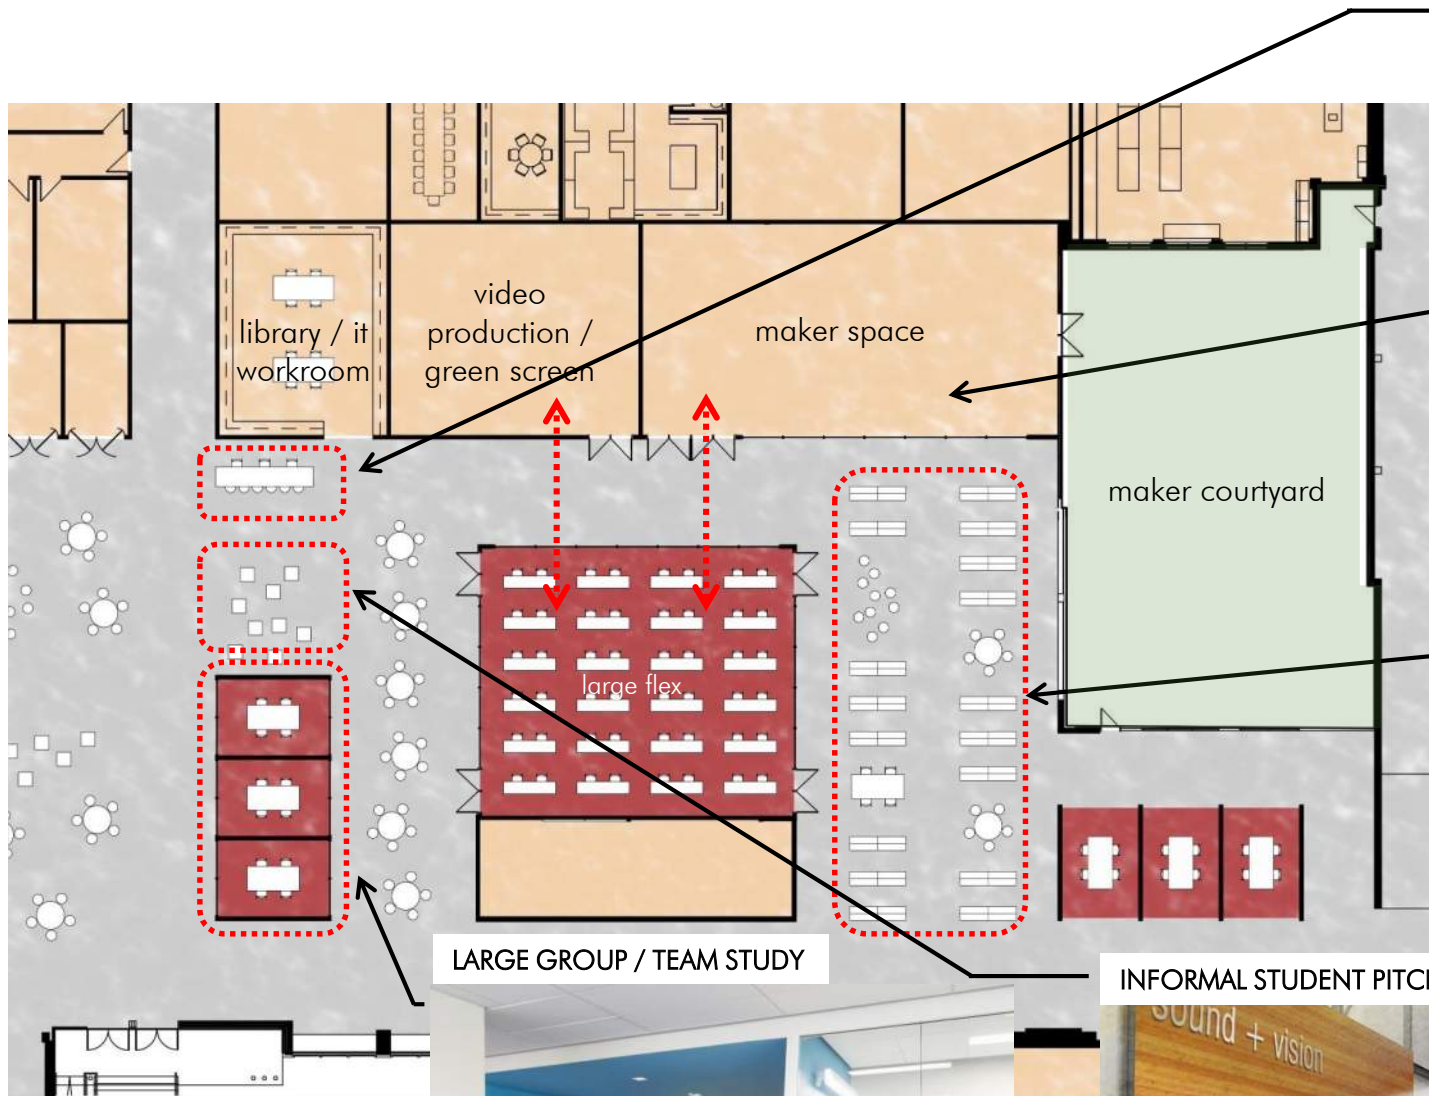 library / it
workroom
video
production /
green screen
maker space
maker courtyard
large flex
LARGE GROUP / TEAM STUDY
INFORMAL STUDENT PITC
sound + vision